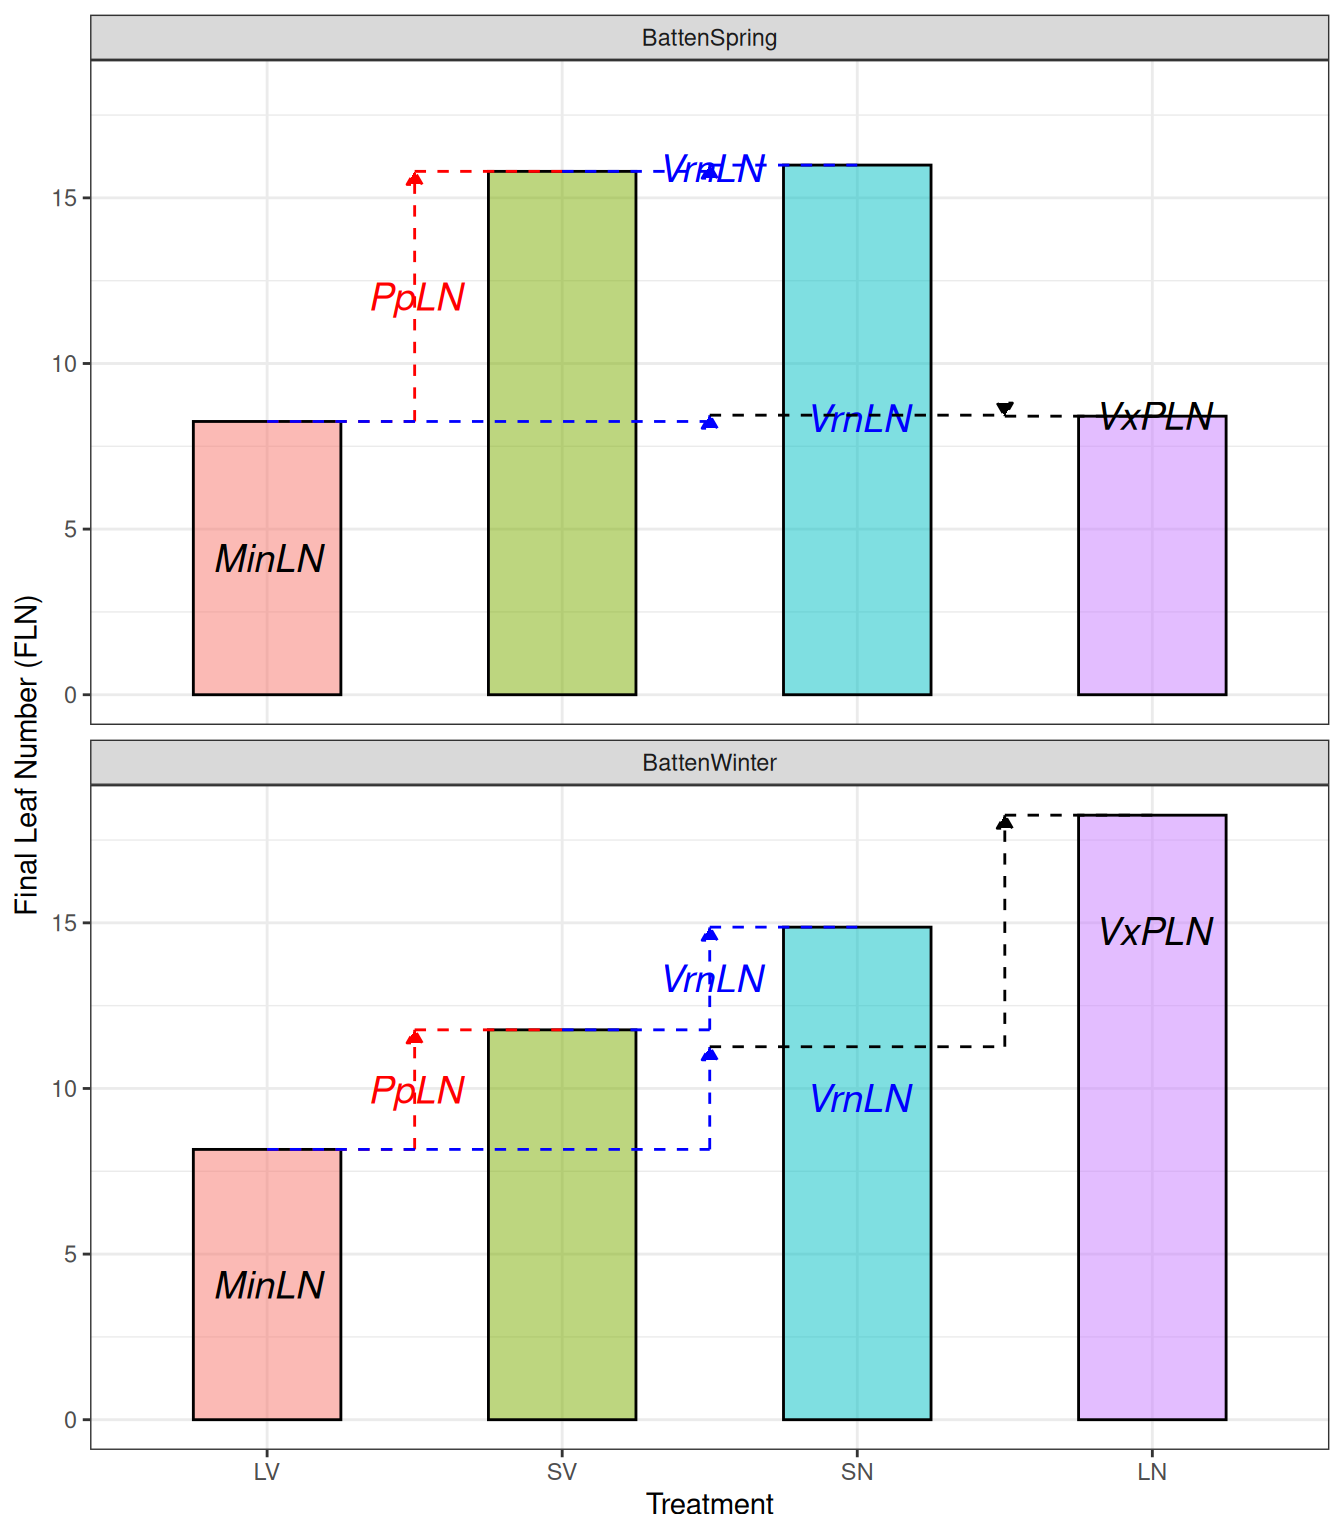 BattenSpring
VrnLN
15
PpLN
10
VrnLN
VxPLN
5
MinLN
0
BattenWinter
Final Leaf Number (FLN)
15
VxPLN
VrnLN
10
PpLN
VrnLN
5
MinLN
0
LV SV SN LN
Treatment